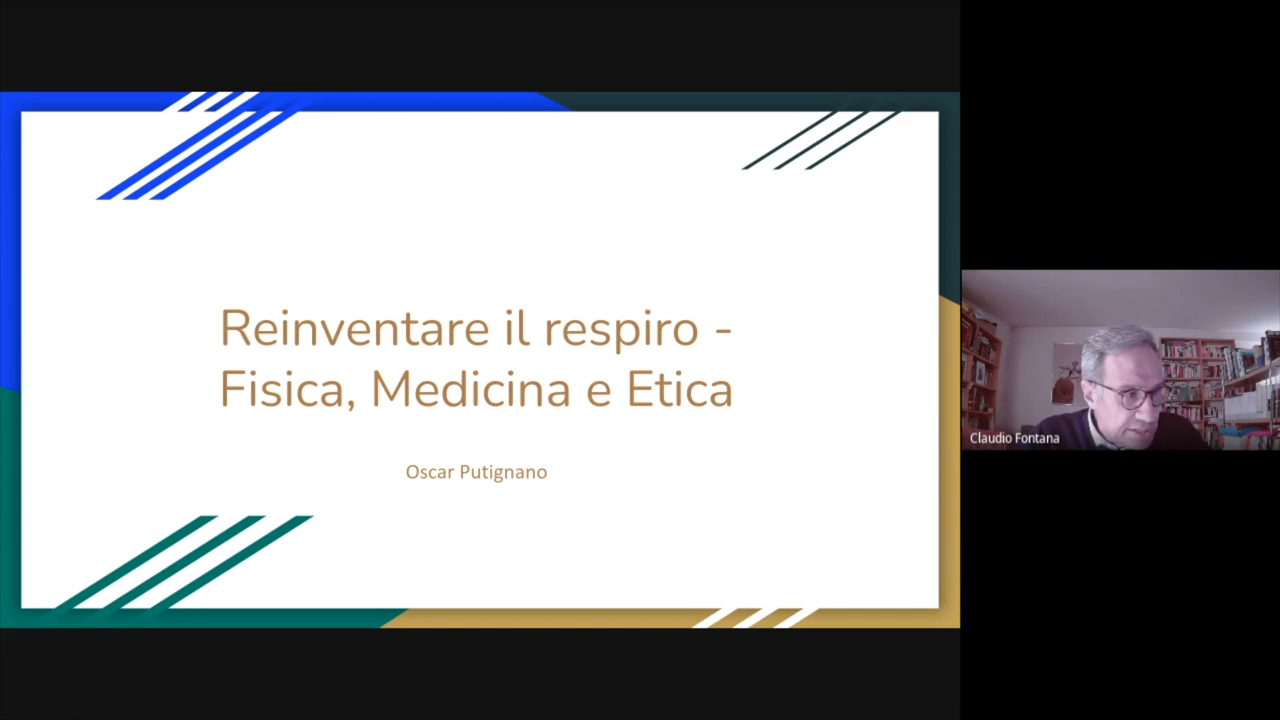 Reinventare il respiro -
Fisica, Medicina e Etica
Oscar Putignano
Claudio Fontana